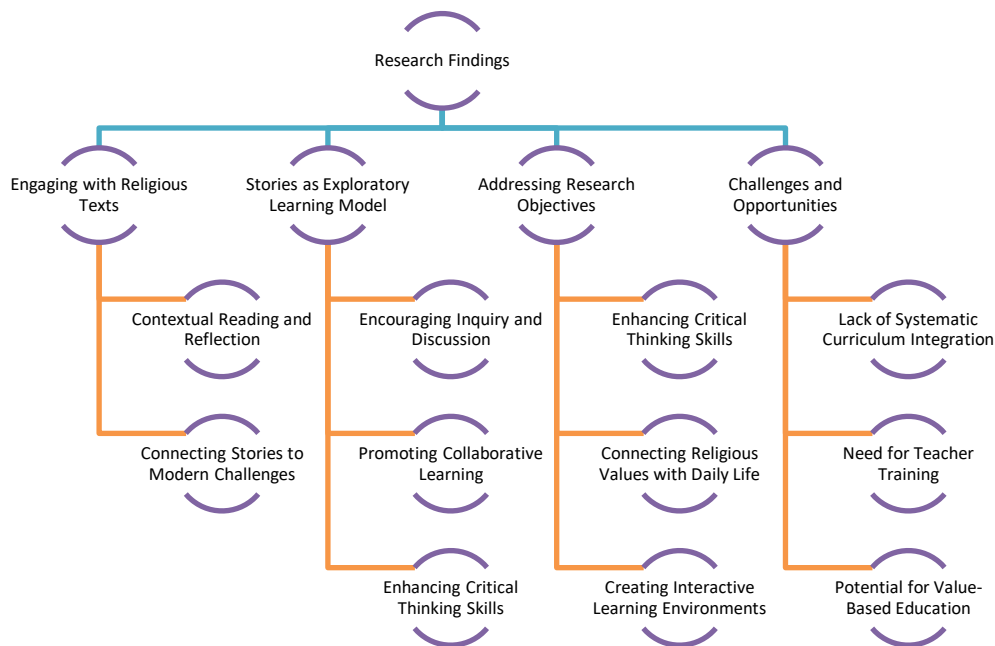 Research Findings
Engaging with Religious
Texts
Stories as Exploratory
Learning Model
Addressing Research
Objectives
Challenges and
Opportunities
Contextual Reading and
Reflection
Connecting Stories to
Modern Challenges
Encouraging Inquiry and
Discussion
Promoting Collaborative
Learning
Enhancing Critical
Thinking Skills
Enhancing Critical
Thinking Skills
Connecting Religious
Values with Daily Life
Creating Interactive
Learning Environments
Lack of Systematic
Curriculum Integration
Need for Teacher
Training
Potential for Value-
Based Education